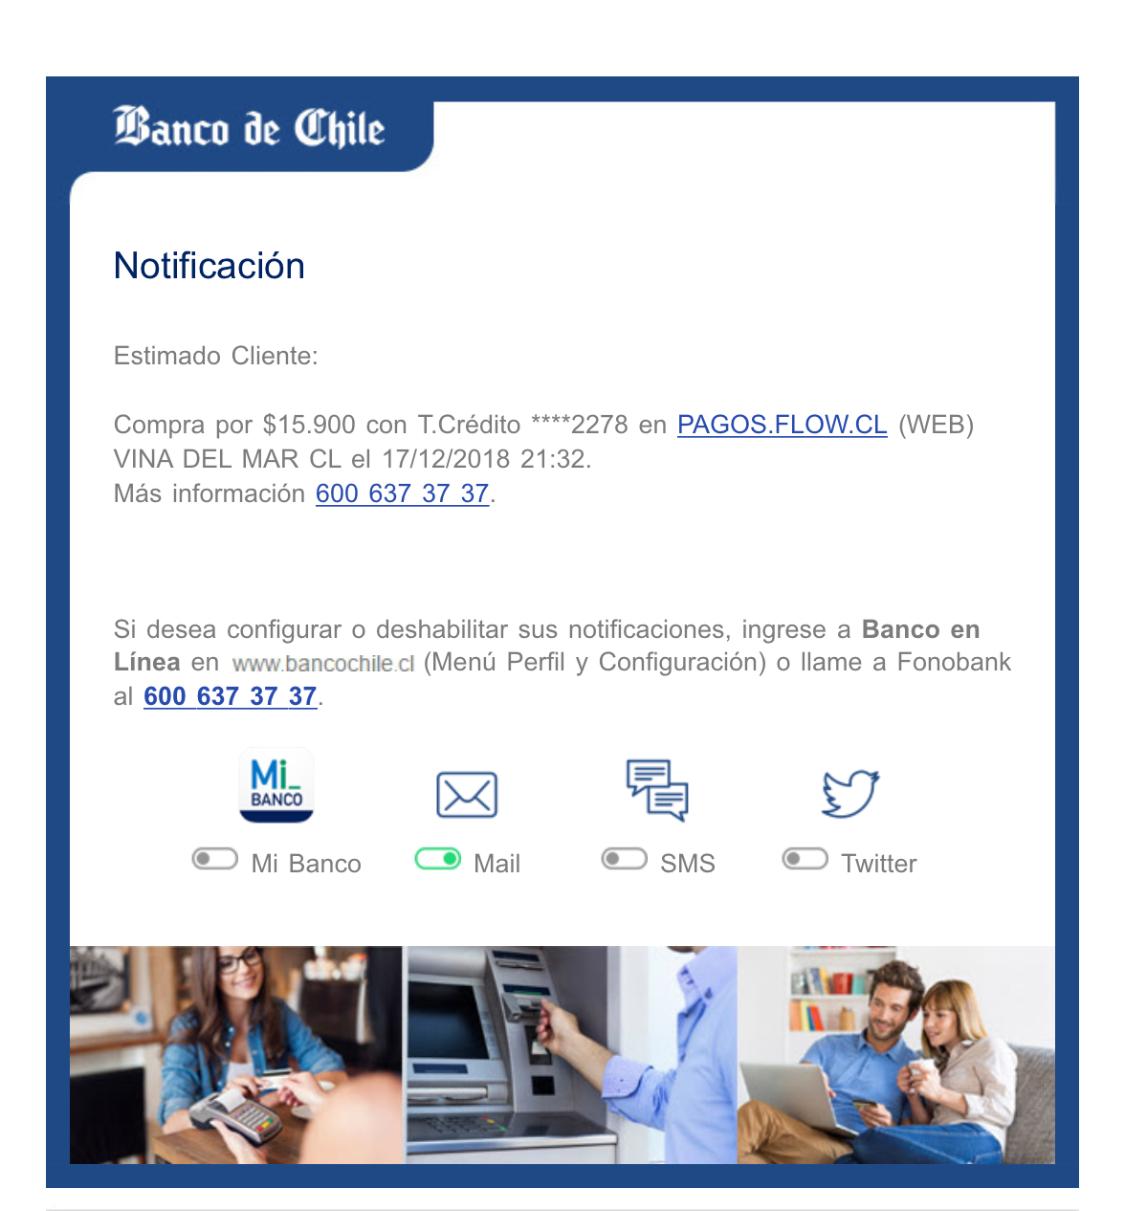 Banco de Chile
Notificación
Estimado Cliente:
Compra por $15.900 con T.Crédito ****2278 en PAGOS.FLOW.CL (WEB)
VINA DEL MAR CL el 17/12/2018 21:32.
Más información 600 637 37 37.
Si desea configurar o deshabilitar sus notificaciones, ingrese a Banco en
Línea en www.bancochile.cl (Menú Perfil y Configuración) o llame a Fonobank
al 600 637 37 37.
Mi_
BANCO
Mi Banco Mail SMS Twitter